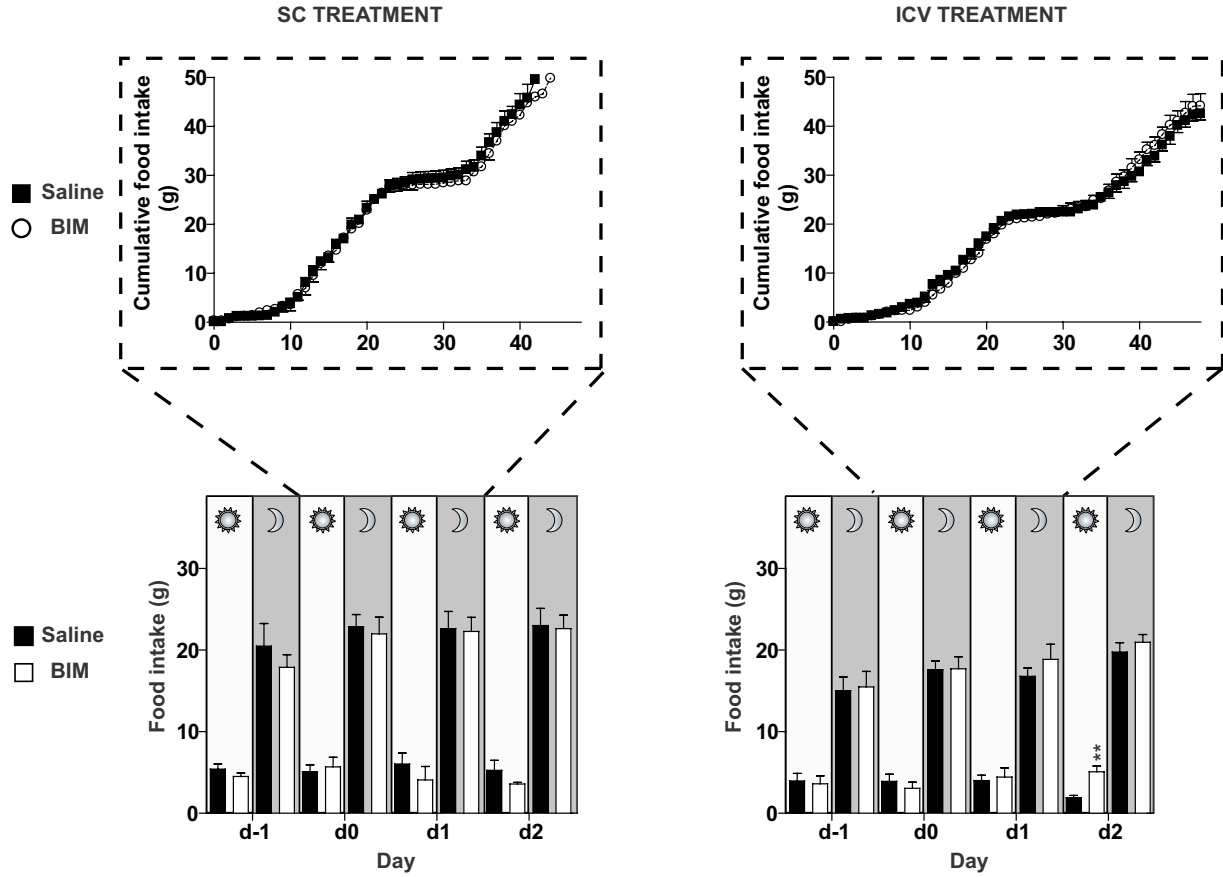 SC TREATMENT
ICV TREATMENT
Saline
BIM
Cumulative food intake
(g)
50
40
30
20
10
0
0 10 20 30 40
Cumulative food intake
(g)
50
40
30
20
10
0
0 10 20 30 40
Saline
BIM
Food intake (g)
30
20
10
0
d-1 d0 d1 d2
Day
Food intake (g)
30
20
10
0
**
d-1 d0 d1 d2
Day